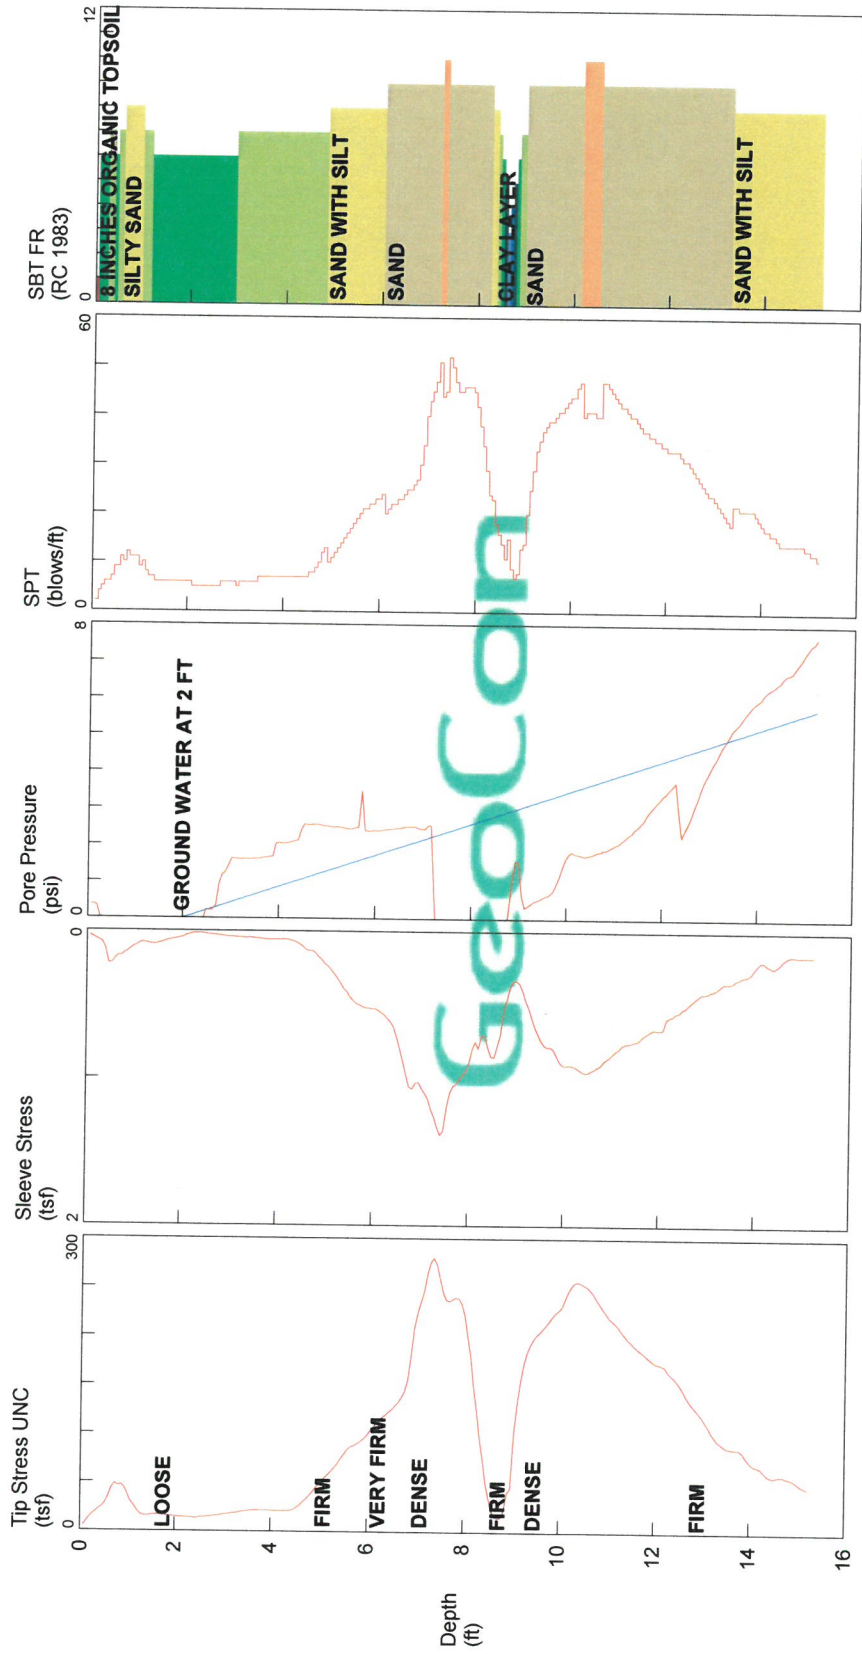 Tip Stress UNC
(tsf)
0
300
Sleeve Stress
(tsf)
2
0
Pore Pressure
(psi)
0
8
SPT
(blows/ft)
0
60
SBT FR
(RC 1983)
0
12
Depth
(ft)
0
2
4
6
8
10
12
14
16
LOOSE
FIRM
VERY FIRM
DENSE
FIRM
DENSE
FIRM
GROUND WATER AT 2 FT
8 INCHES ORGANIC TOPSOIL
SILTY SAND
SAND WITH SILT
SAND
CLAY LAYER
SAND
SAND WITH SILT
GeoCon